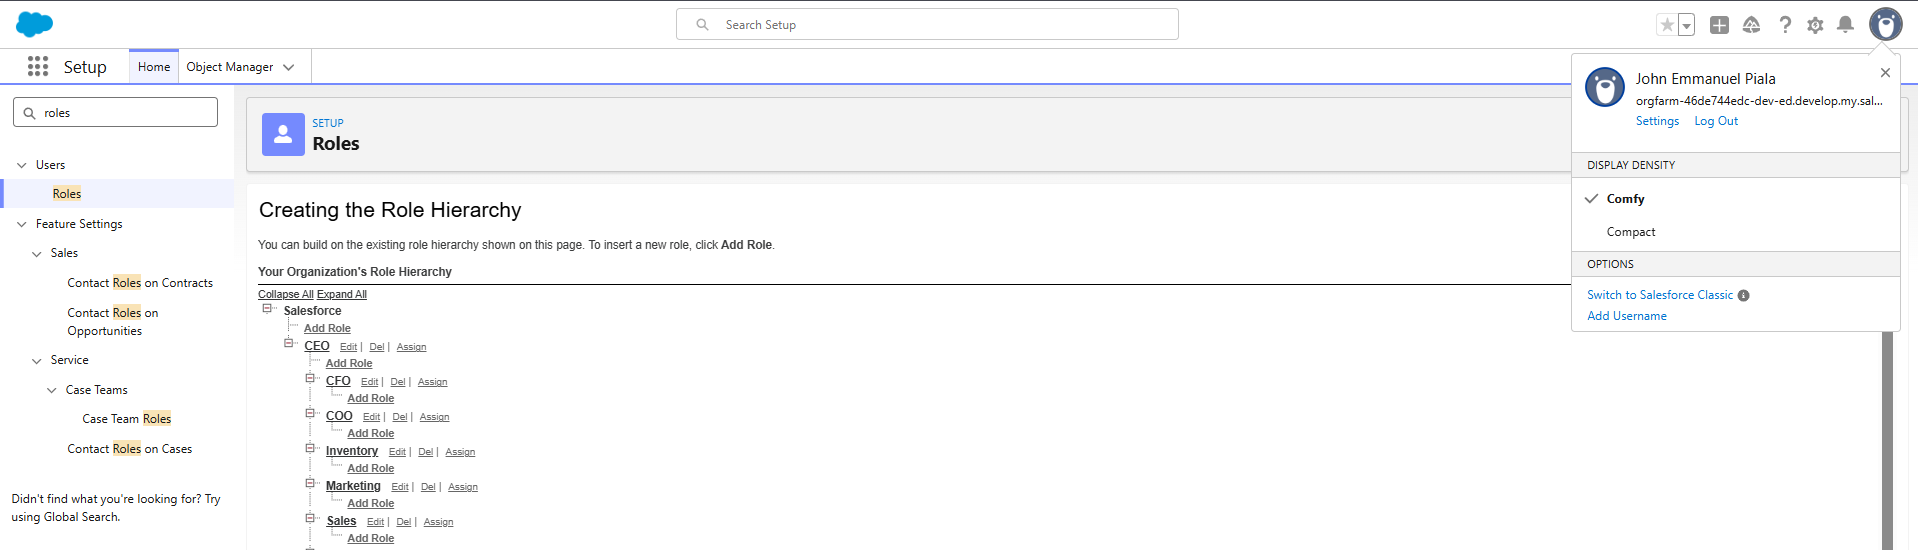 Search Setup
Setup
Home
Object Manager
roles
Users
Roles
Feature Settings
Sales
Contact Roles on Contracts
Contact Roles on
Opportunities
Service
Case Teams
Case Team Roles
Contact Roles on Cases
Didn't find what you're looking for? Try
using Global Search.
SETUP
Roles
Creating the Role Hierarchy
You can build on the existing role hierarchy shown on this page. To insert a new role, click Add Role.
Your Organization's Role Hierarchy
Collapse All Expand All
Salesforce
Add Role
CEO Edit | Del | Assign
Add Role
CFO Edit | Del | Assign
Add Role
COO Edit | Del | Assign
Add Role
Inventory Edit | Del | Assign
Add Role
Marketing Edit | Del | Assign
Add Role
Sales Edit | Del | Assign
Add Role
John Emmanuel Piala
orgfarm-46de744edc-dev-ed.develop.my.sal...
Settings Log Out
DISPLAY DENSITY
Comfy
Compact
OPTIONS
Switch to Salesforce Classic
Add Username